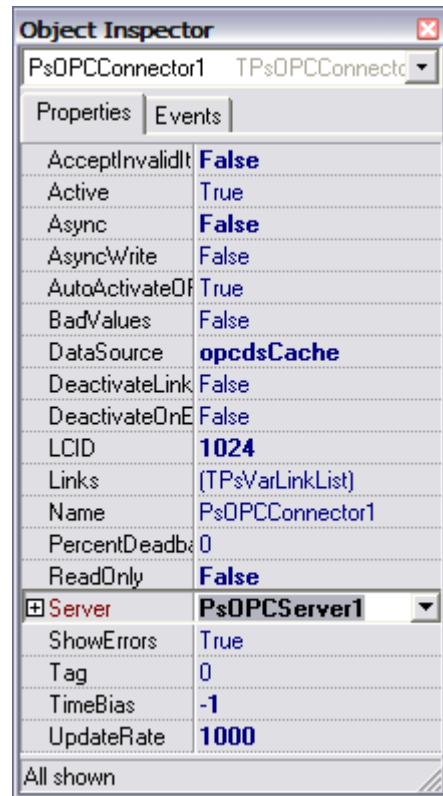 Object Inspector
PsOPCConnector1 TPsOPCConnectc
Properties Events
AcceptInvalidIt False
Active True
Async False
AsyncWrite False
AutoActivateOF True
BadValues False
DataSource opcdsCache
DeactivateLink False
DeactivateOnE False
LCID 1024
Links (TPsVarLinkList)
Name PsOPCConnector1
PercentDeadba 0
ReadOnly False
Server PsOPCServer1
ShowErrors True
Tag 0
TimeBias -1
UpdateRate 1000
All shown